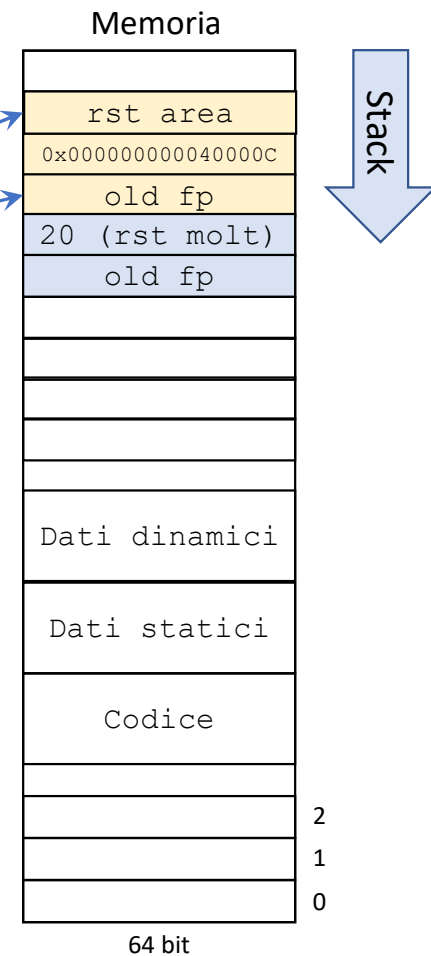 Memoria
Stack
rst area
0x000000000040000C
old fp
20 (rst molt)
old fp
Dati dinamici
Dati statici
Codice
2
1
0
64 bit